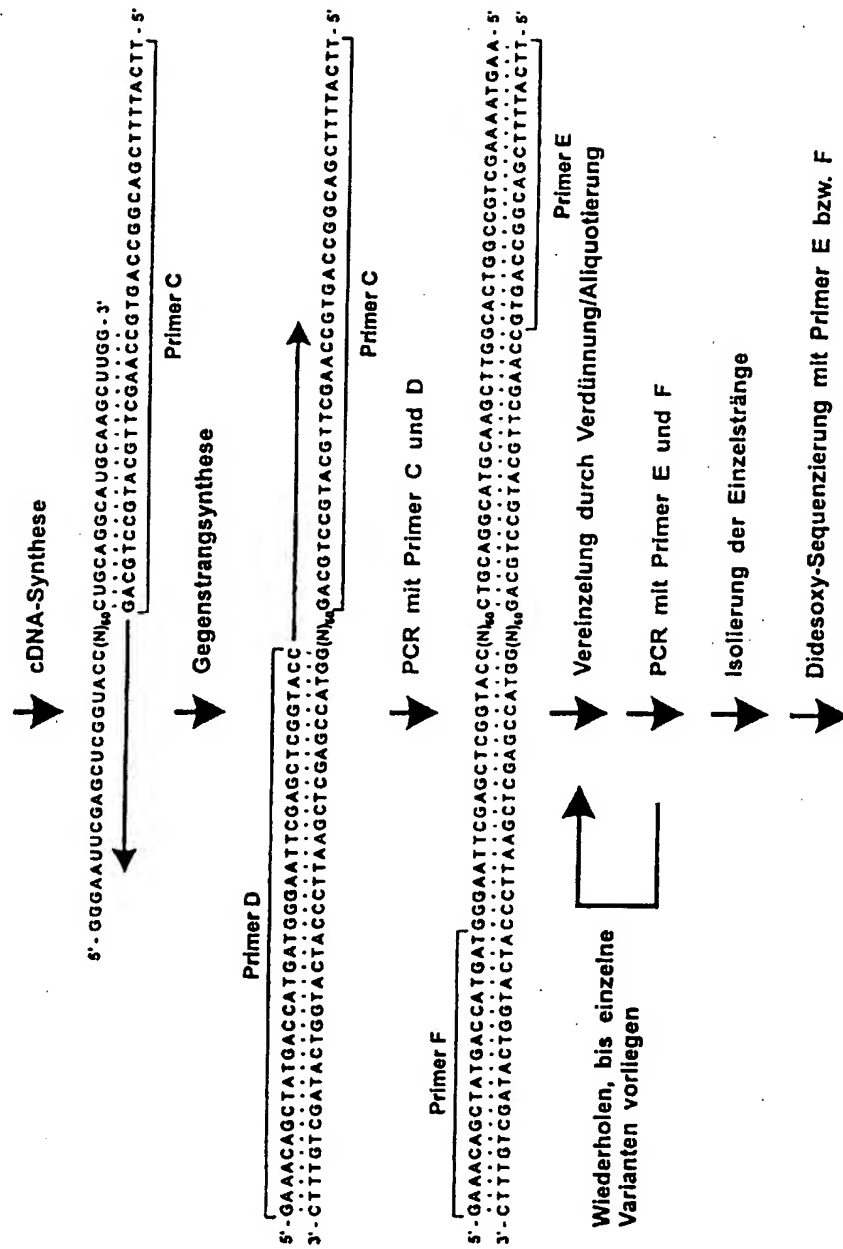 cDNA-Synthese
5'-GGGAAUUCGAGCUCGGUACC(N)₆₀CUGCAGGCAUGCAAGCUUGG-3'
GACGTCCGTACGTTCGAACCGTGACCGGCAGCTTTTACTT-5'
Primer C
Gegenstrangsynthese
Primer D
5'-GAAACAGCTATGACCATGATGGGAATTCGAGCTCGGTACC
3'-CTTTGTCGATACTGGTACTACCCTTAAGCTCGAGCCATGG(N)₆₀GACGTCCGTACGTTCGAACCGTGACCGGCAGCTTTTACTT-5'
Primer C
PCR mit Primer C und D
Primer F
5'-GAAACAGCTATGACCATGATGGGAATTCGAGCTCGGTACC(N)₆₀CTGCAGGCATGCAAGCTTGGCACTGGCCGTCGAAAATGAA-5'
3'-CTTTGTCGATACTGGTACTACCCTTAAGCTCGAGCCATGG(N)₆₀GACGTCCGTACGTTCGAACCGTGACCGGCAGCTTTTACTT-5'
Primer E
Vereinzelung durch Verdünnung/Aliquotierung
Wiederholen, bis einzelne
Varianten vorliegen
PCR mit Primer E und F
Isolierung der Einzelstränge
Didesoxy-Sequenzierung mit Primer E bzw. F